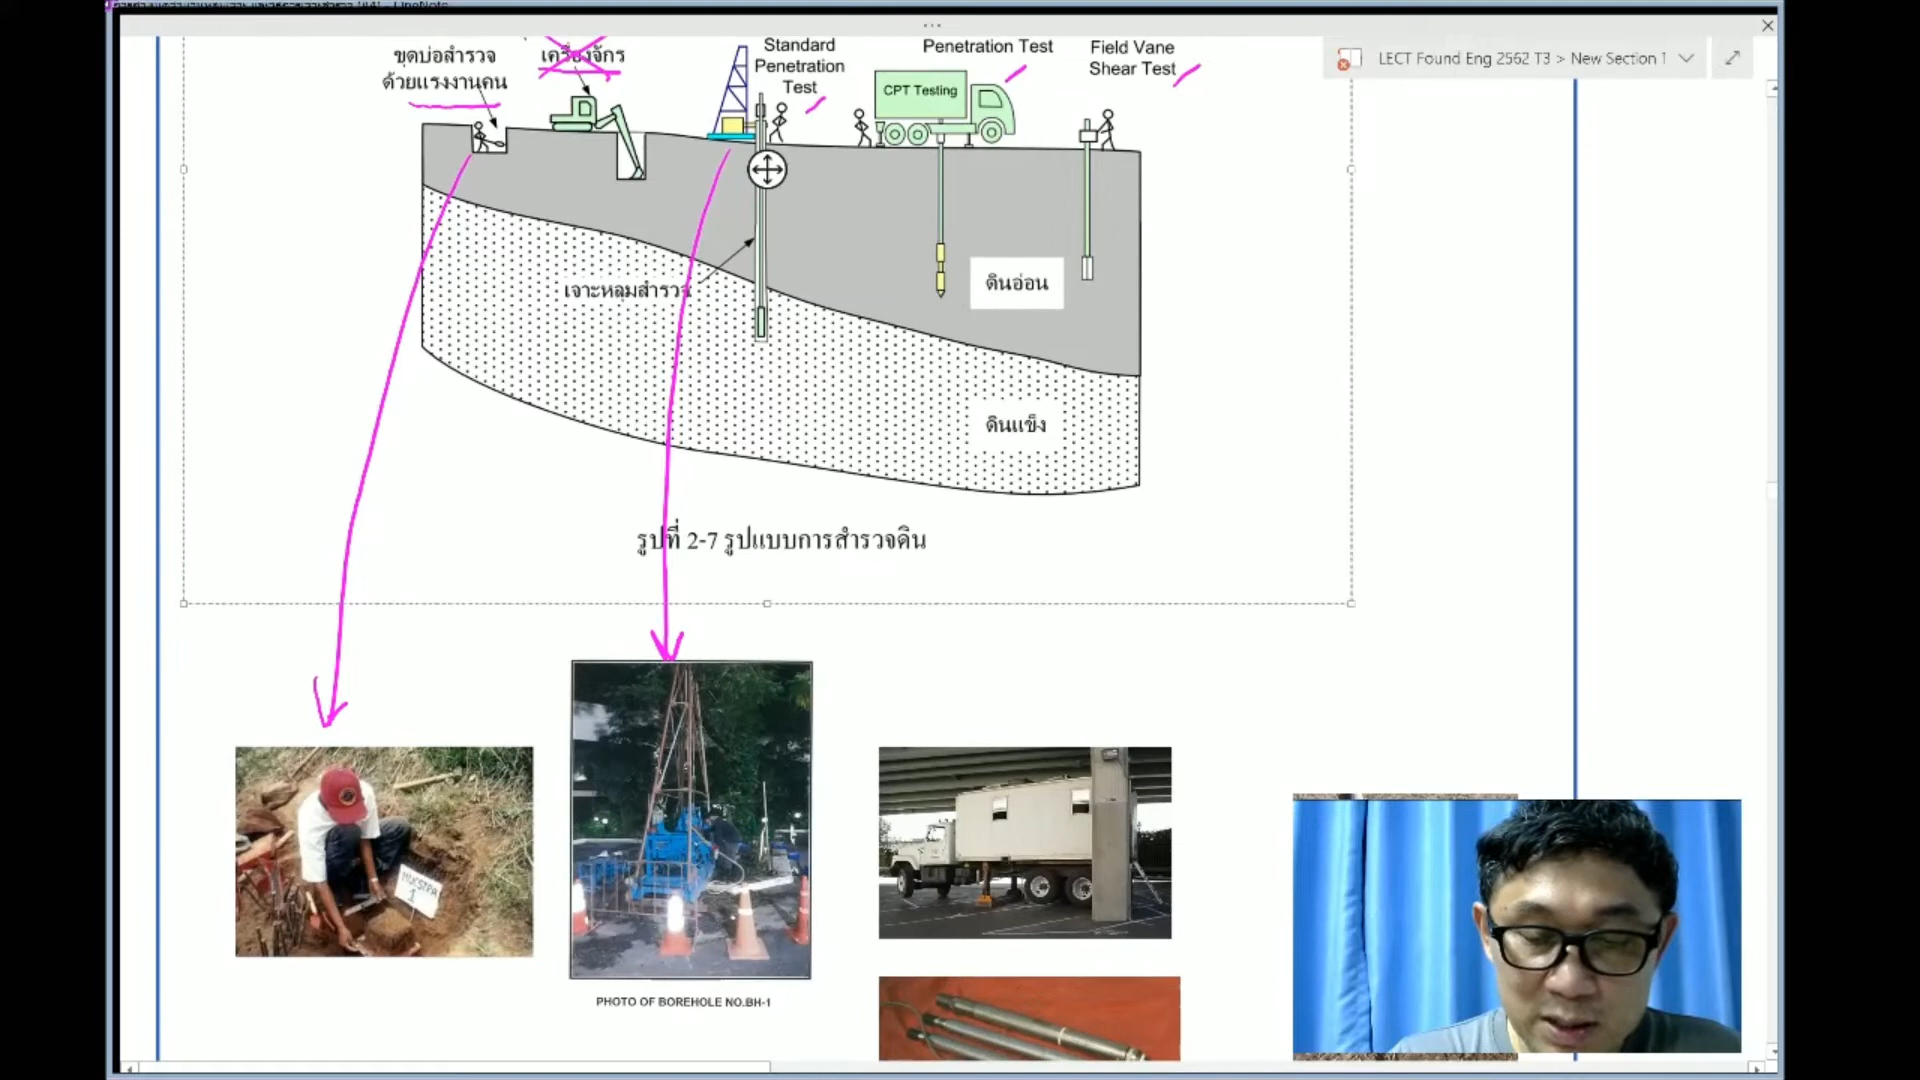 LECT Found Eng 2562 T3 > New Section 1
ขุดบ่อสำรวจ
ด้วยแรงงานคน
เครื่องจักร
Standard
Penetration
Test
Penetration Test
Field Vane
Shear Test
CPT Testing
เจาะหลุมสำรวจ
ดินอ่อน
ดินแข็ง
รูปที่ 2-7 รูปแบบการสำรวจดิน
MUESTRA
1
PHOTO OF BOREHOLE NO.BH-1